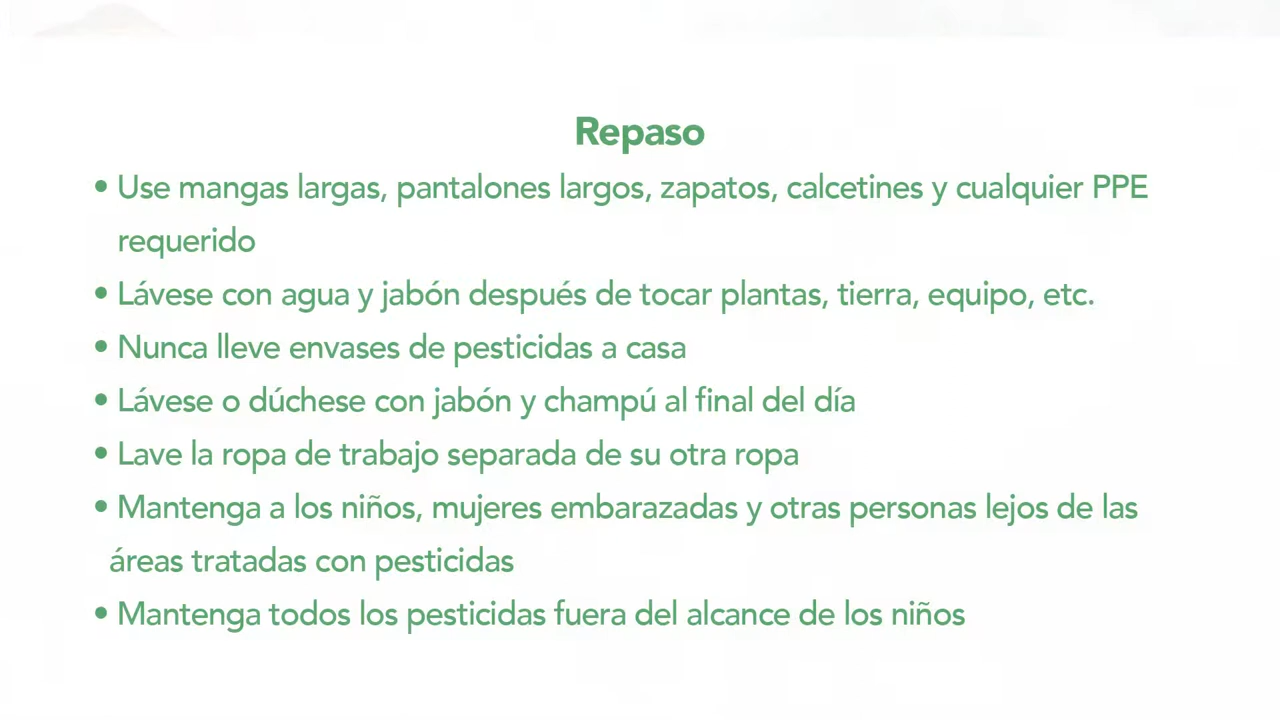 Repaso
• Use mangas largas, pantalones largos, zapatos, calcetines y cualquier PPE
requerido
• Lávese con agua y jabón después de tocar plantas, tierra, equipo, etc.
• Nunca lleve envases de pesticidas a casa
• Lávese o dúchese con jabón y champú al final del día
• Lave la ropa de trabajo separada de su otra ropa
• Mantenga a los niños, mujeres embarazadas y otras personas lejos de las
áreas tratadas con pesticidas
• Mantenga todos los pesticidas fuera del alcance de los niños